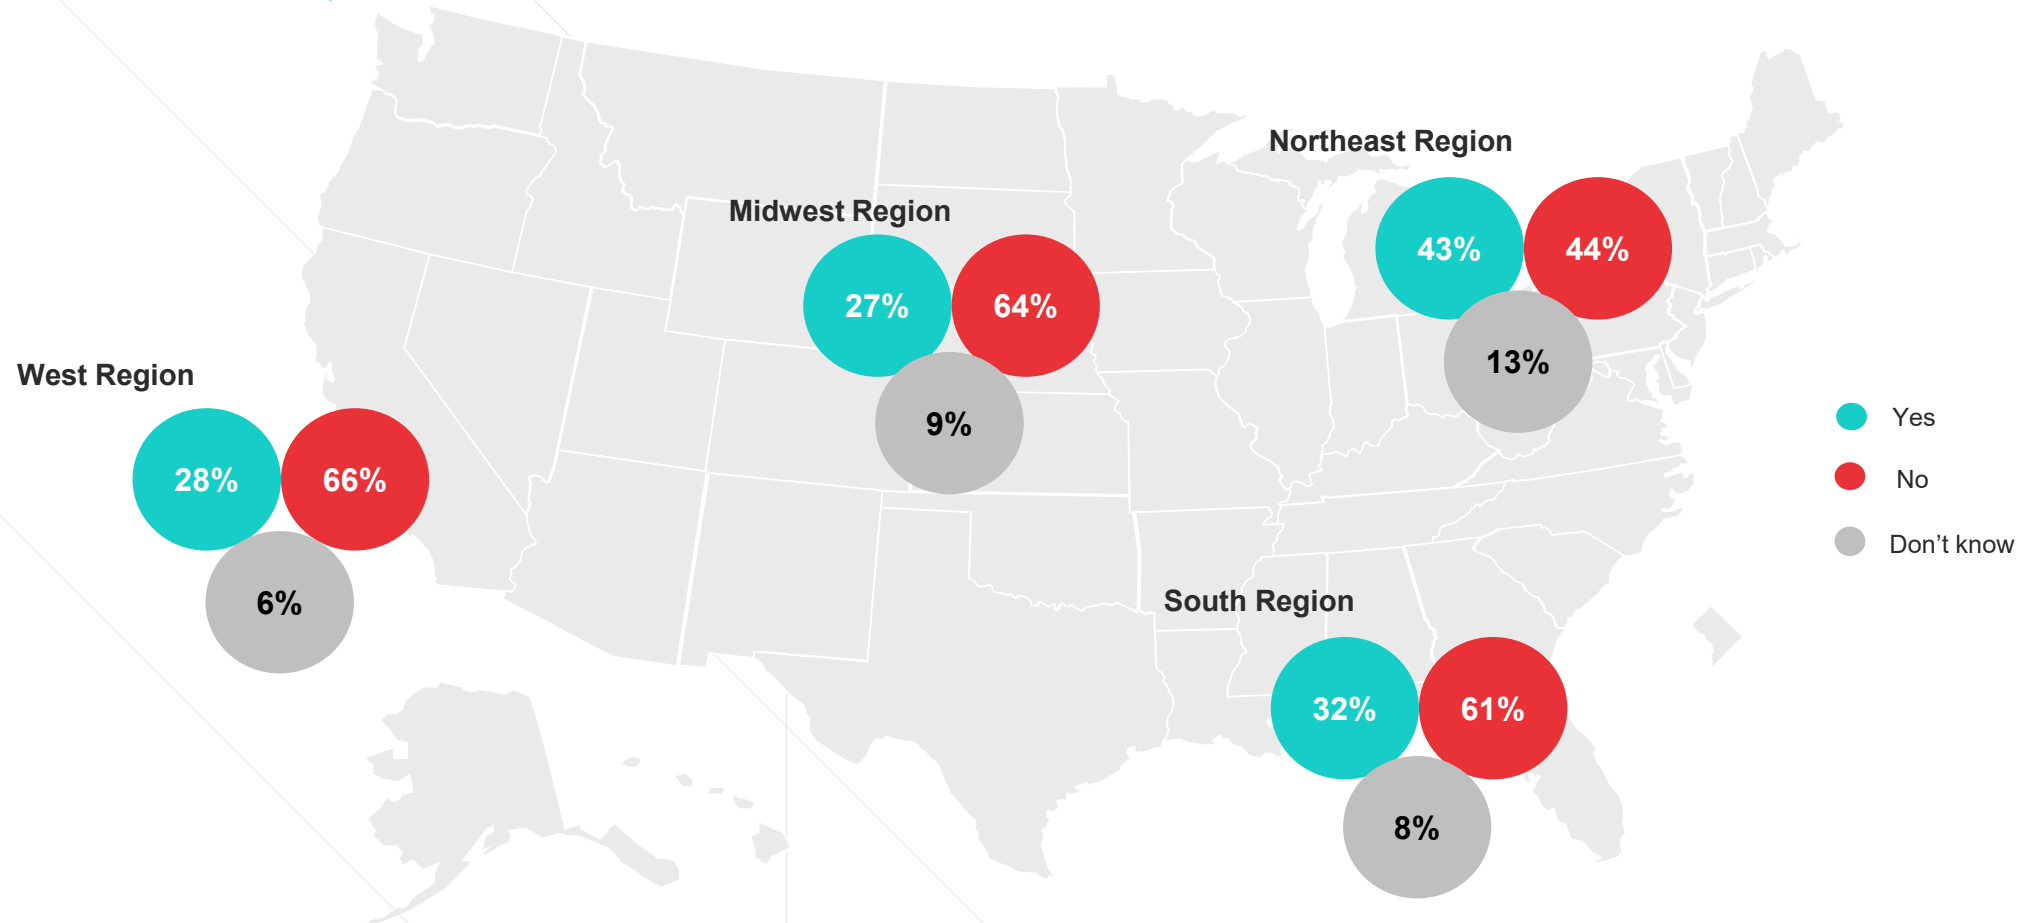 Northeast Region
43%
44%
13%
Midwest Region
27%
64%
9%
West Region
28%
66%
6%
South Region
32%
61%
8%
Yes
No
Don’t know